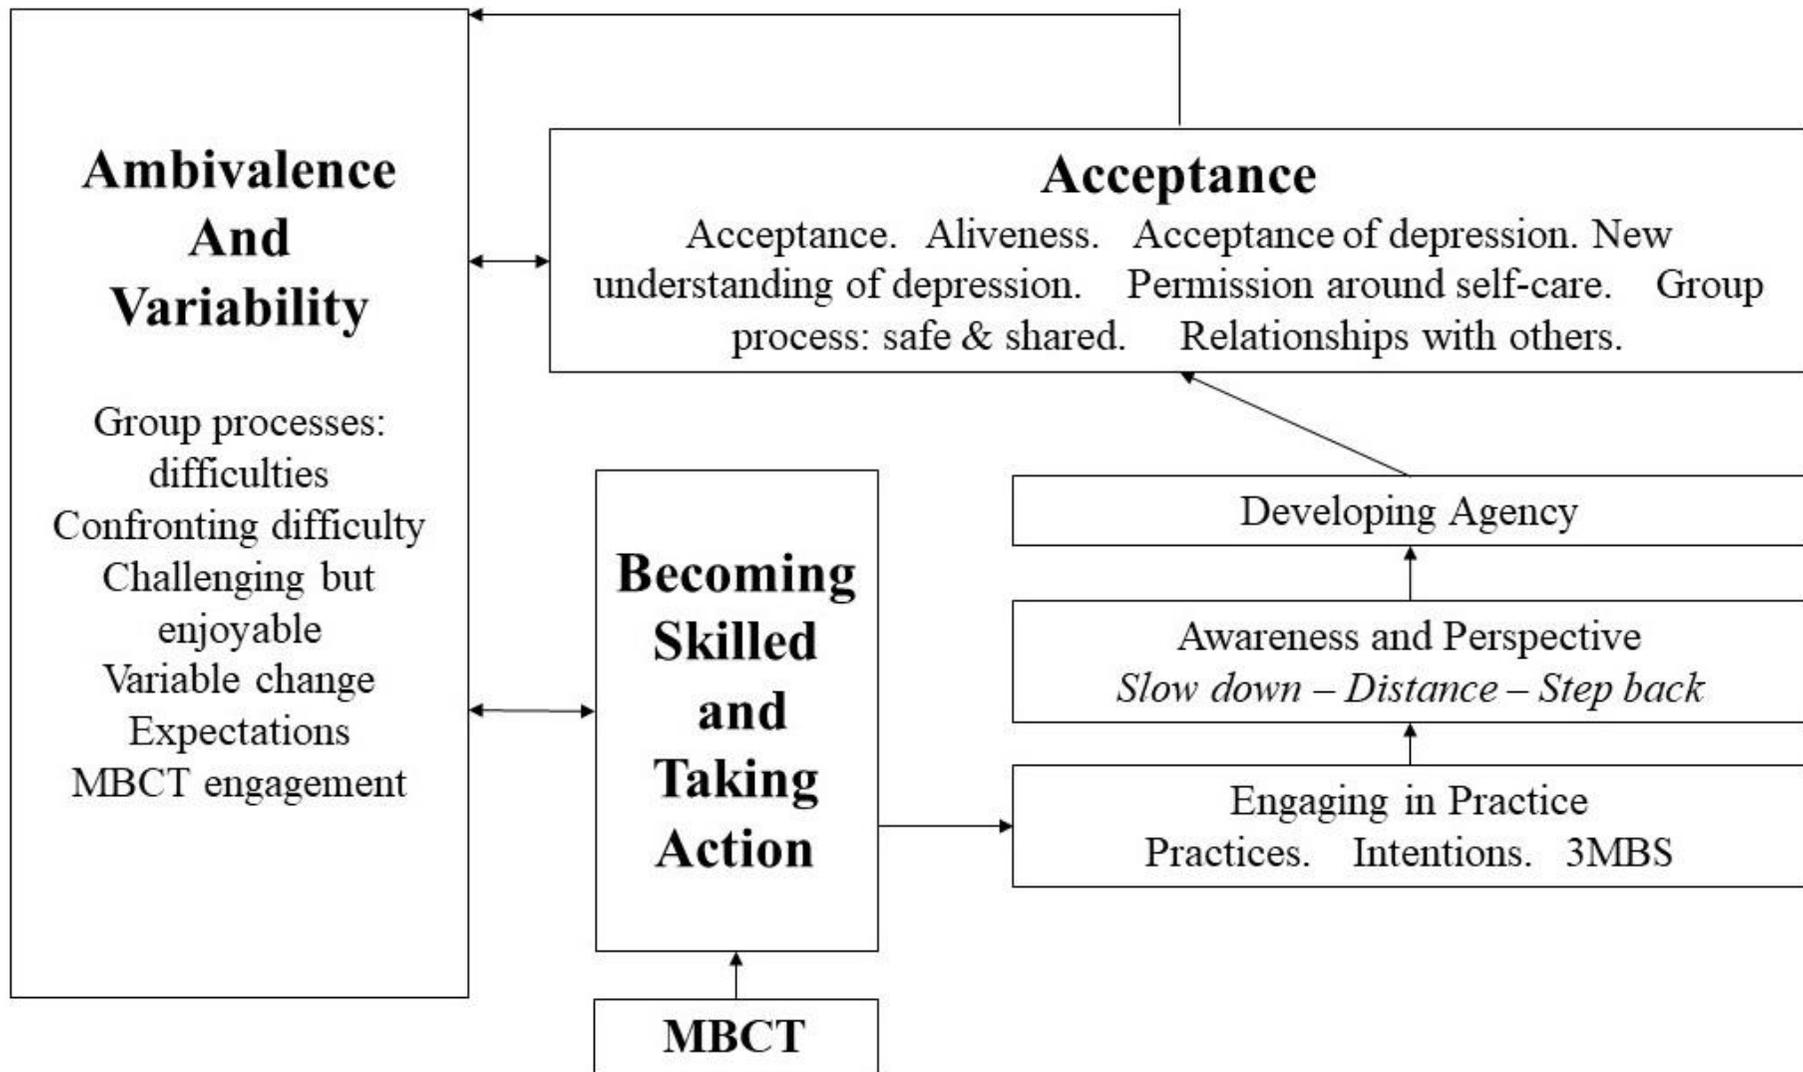 Ambivalence
And
Variability
Group processes:
difficulties
Confronting difficulty
Challenging but
enjoyable
Variable change
Expectations
MBCT engagement
Acceptance
Acceptance. Aliveness. Acceptance of depression. New
understanding of depression. Permission around self-care. Group
process: safe & shared. Relationships with others.
Becoming
Skilled
and
Taking
Action
Developing Agency
Awareness and Perspective
Slow down – Distance – Step back
Engaging in Practice
Practices. Intentions. 3MBS
MBCT